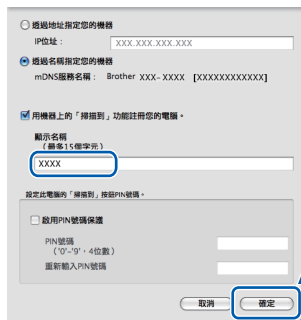 透過地址指定您的機器
IP位址： XXX.XXX.XXX.XXX
透過名稱指定您的機器
mDNS服務名稱： Brother XXX-XXXX [XXXXXXXXXXXX]
用機器上的「掃描到」功能註冊您的電腦。
顯示名稱
（最多15個字元）
XXXX
設定此電腦的「掃描到」按鈕PIN號碼。
啟用PIN號碼保護
PIN號碼
（'0'-'9'，4位數）
重新輸入PIN號碼
取消 確定